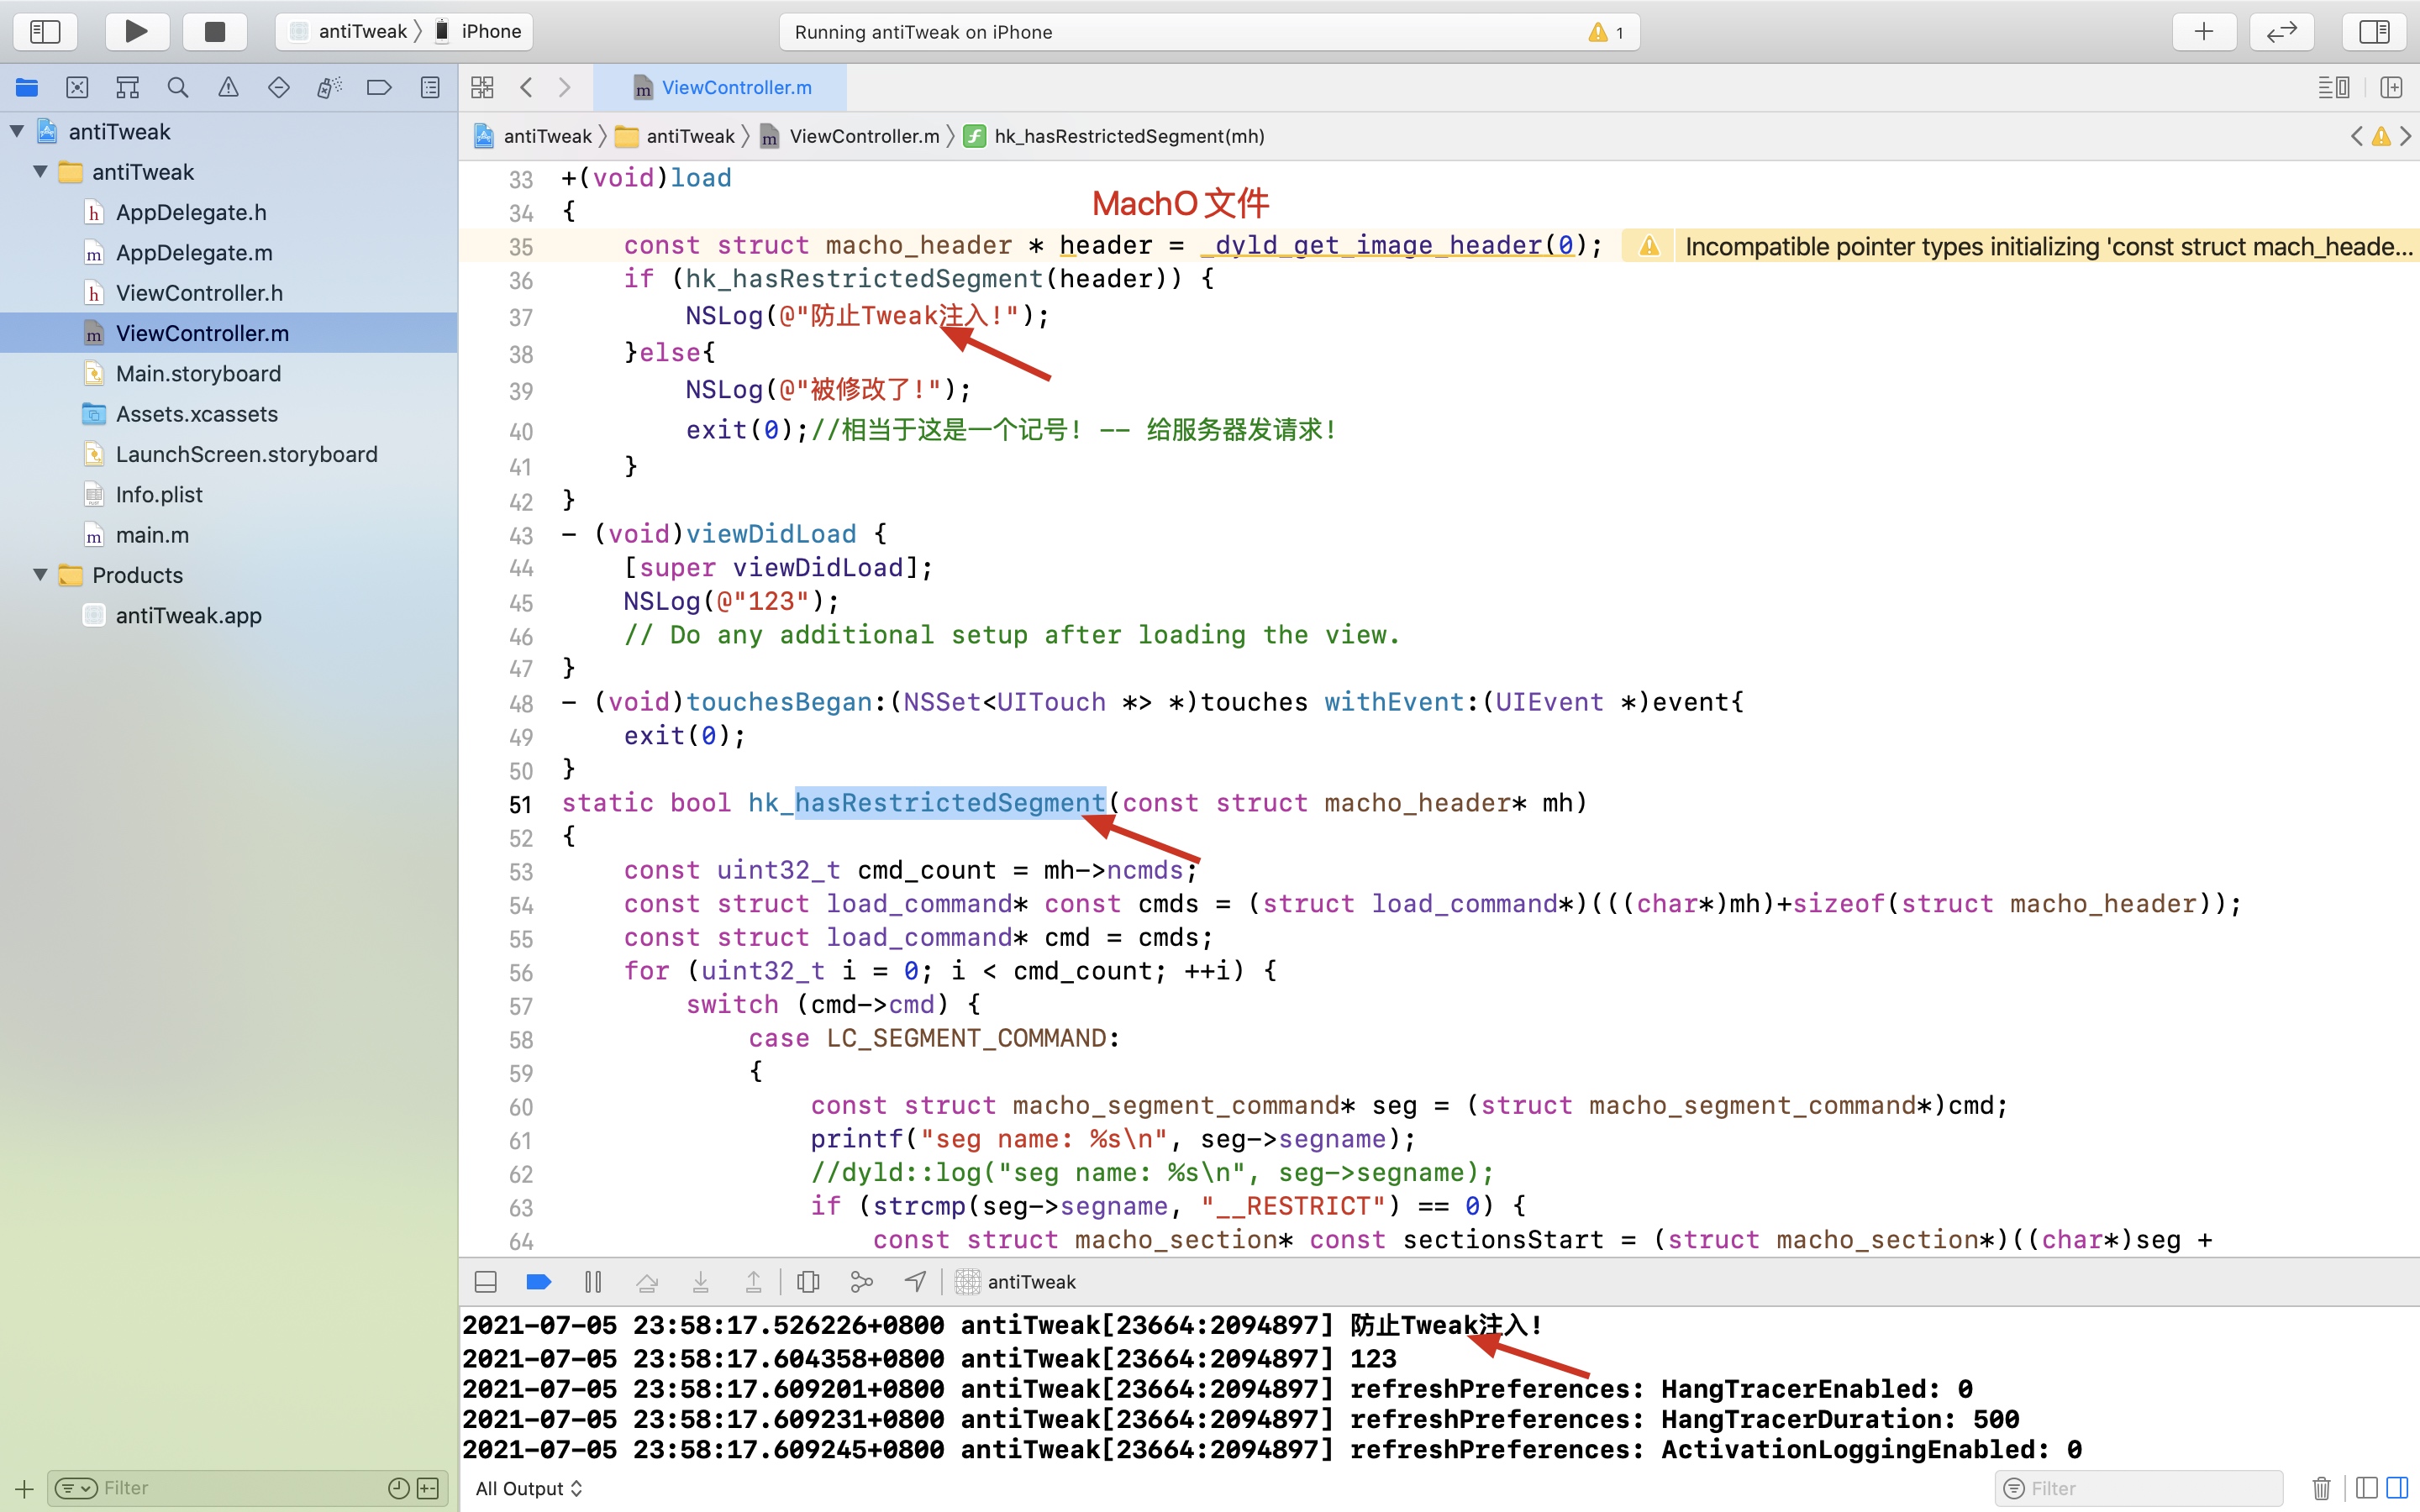 antiTweak 〉 iPhone
Running antiTweak on iPhone
1
ViewController.m
antiTweak 〉 antiTweak 〉 ViewController.m 〉 hk_hasRestrictedSegment(mh)
antiTweak
antiTweak
AppDelegate.h
AppDelegate.m
ViewController.h
ViewController.m
Main.storyboard
Assets.xcassets
LaunchScreen.storyboard
Info.plist
main.m
Products
antiTweak.app
Filter
MachO 文件
33 +(void)load
34 {
35 const struct macho_header * header = _dyld_get_image_header(0);
Incompatible pointer types initializing 'const struct mach_heade...
36 if (hk_hasRestrictedSegment(header)) {
37 NSLog(@"防止Tweak注入!");
38 }else{
39 NSLog(@"被修改了!");
40 exit(0);//相当于这是一个记号! -- 给服务器发请求!
41 }
42 }
43 - (void)viewDidLoad {
44 [super viewDidLoad];
45 NSLog(@"123");
46 // Do any additional setup after loading the view.
47 }
48 - (void)touchesBegan:(NSSet<UITouch *> *)touches withEvent:(UIEvent *)event{
49 exit(0);
50 }
51 static bool hk_hasRestrictedSegment(const struct macho_header* mh)
52 {
53 const uint32_t cmd_count = mh->ncmds;
54 const struct load_command* const cmds = (struct load_command*)(((char*)mh)+sizeof(struct macho_header));
55 const struct load_command* cmd = cmds;
56 for (uint32_t i = 0; i < cmd_count; ++i) {
57 switch (cmd->cmd) {
58 case LC_SEGMENT_COMMAND:
59 {
60 const struct macho_segment_command* seg = (struct macho_segment_command*)cmd;
61 printf("seg name: %s\n", seg->segname);
62 //dyld::log("seg name: %s\n", seg->segname);
63 if (strcmp(seg->segname, "__RESTRICT") == 0) {
64 const struct macho_section* const sectionsStart = (struct macho_section*)((char*)seg +
antiTweak
2021-07-05 23:58:17.526226+0800 antiTweak[23664:2094897] 防止Tweak注入!
2021-07-05 23:58:17.604358+0800 antiTweak[23664:2094897] 123
2021-07-05 23:58:17.609201+0800 antiTweak[23664:2094897] refreshPreferences: HangTracerEnabled: 0
2021-07-05 23:58:17.609231+0800 antiTweak[23664:2094897] refreshPreferences: HangTracerDuration: 500
2021-07-05 23:58:17.609245+0800 antiTweak[23664:2094897] refreshPreferences: ActivationLoggingEnabled: 0
All Output
Filter